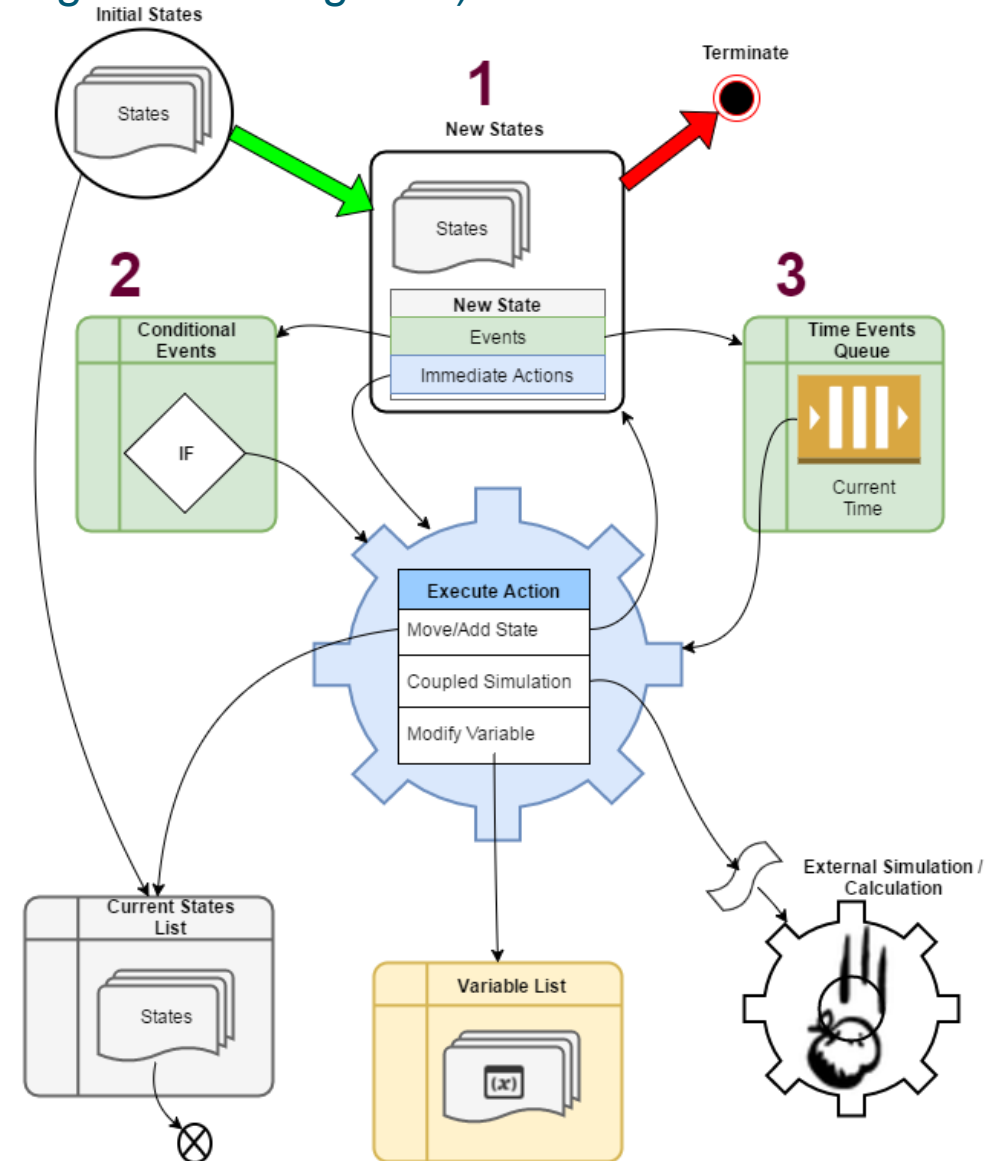 Initial States
States
1
New States
Terminate
States
New State
Events
Immediate Actions
2
Conditional
Events
IF
3
Time Events
Queue
Current
Time
Execute Action
Move/Add State
Coupled Simulation
Modify Variable
External Simulation /
Calculation
Current States
List
States
Variable List
(x)